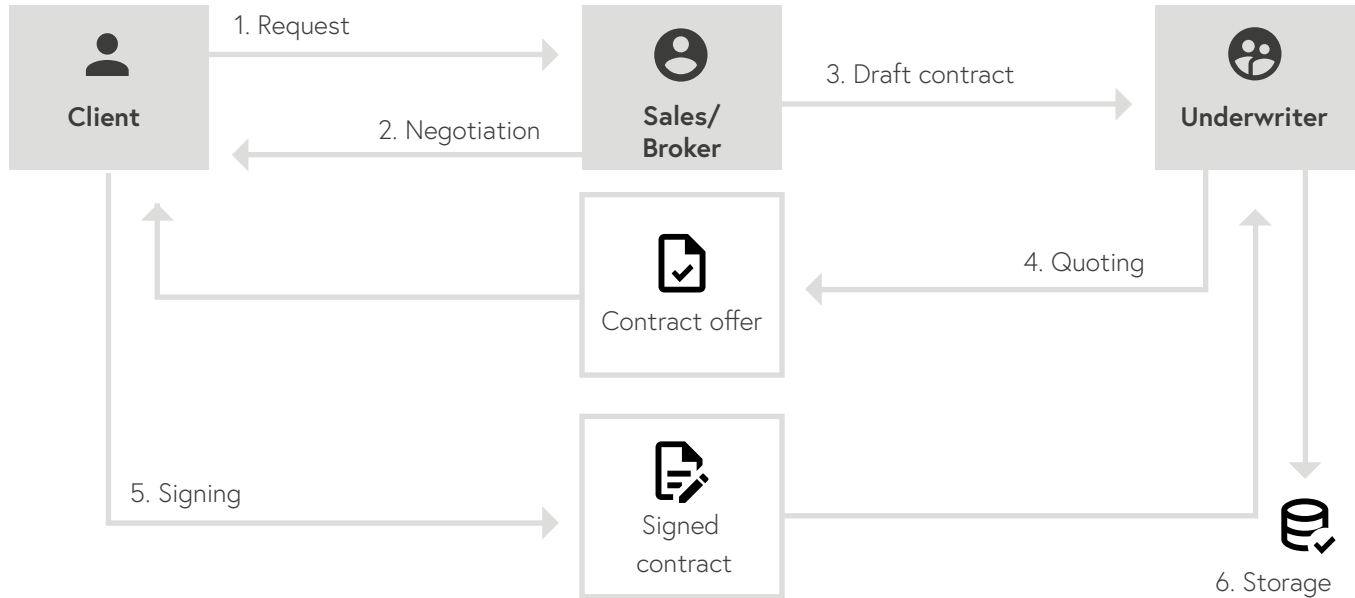 1. Request
Client
2. Negotiation
Sales/
Broker
3. Draft contract
Underwriter
4. Quoting
Contract offer
5. Signing
Signed
contract
6. Storage